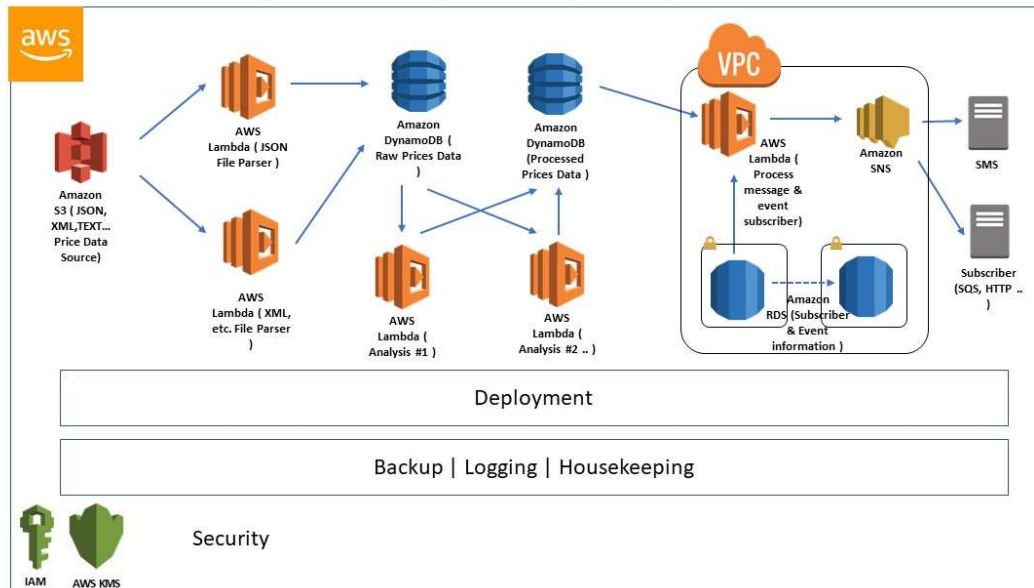 aws
Amazon
S3 ( JSON,
XML,TEXT...
Price Data
Source)
AWS
Lambda ( JSON
File Parser )
AWS
Lambda ( XML,
etc. File Parser
)
Amazon
DynamoDB (
Raw Prices Data
)
AWS
Lambda (
Analysis #1 )
Amazon
DynamoDB
(Processed
Prices Data )
AWS
Lambda (
Analysis #2 .. )
VPC
AWS
Lambda (
Process
message &
event
subscriber)
Amazon
SNS
Amazon
RDS (Subscriber
& Event
information )
SMS
Subscriber
(SQS, HTTP ..
)
Deployment
Backup | Logging | Housekeeping
IAM
AWS KMS
Security